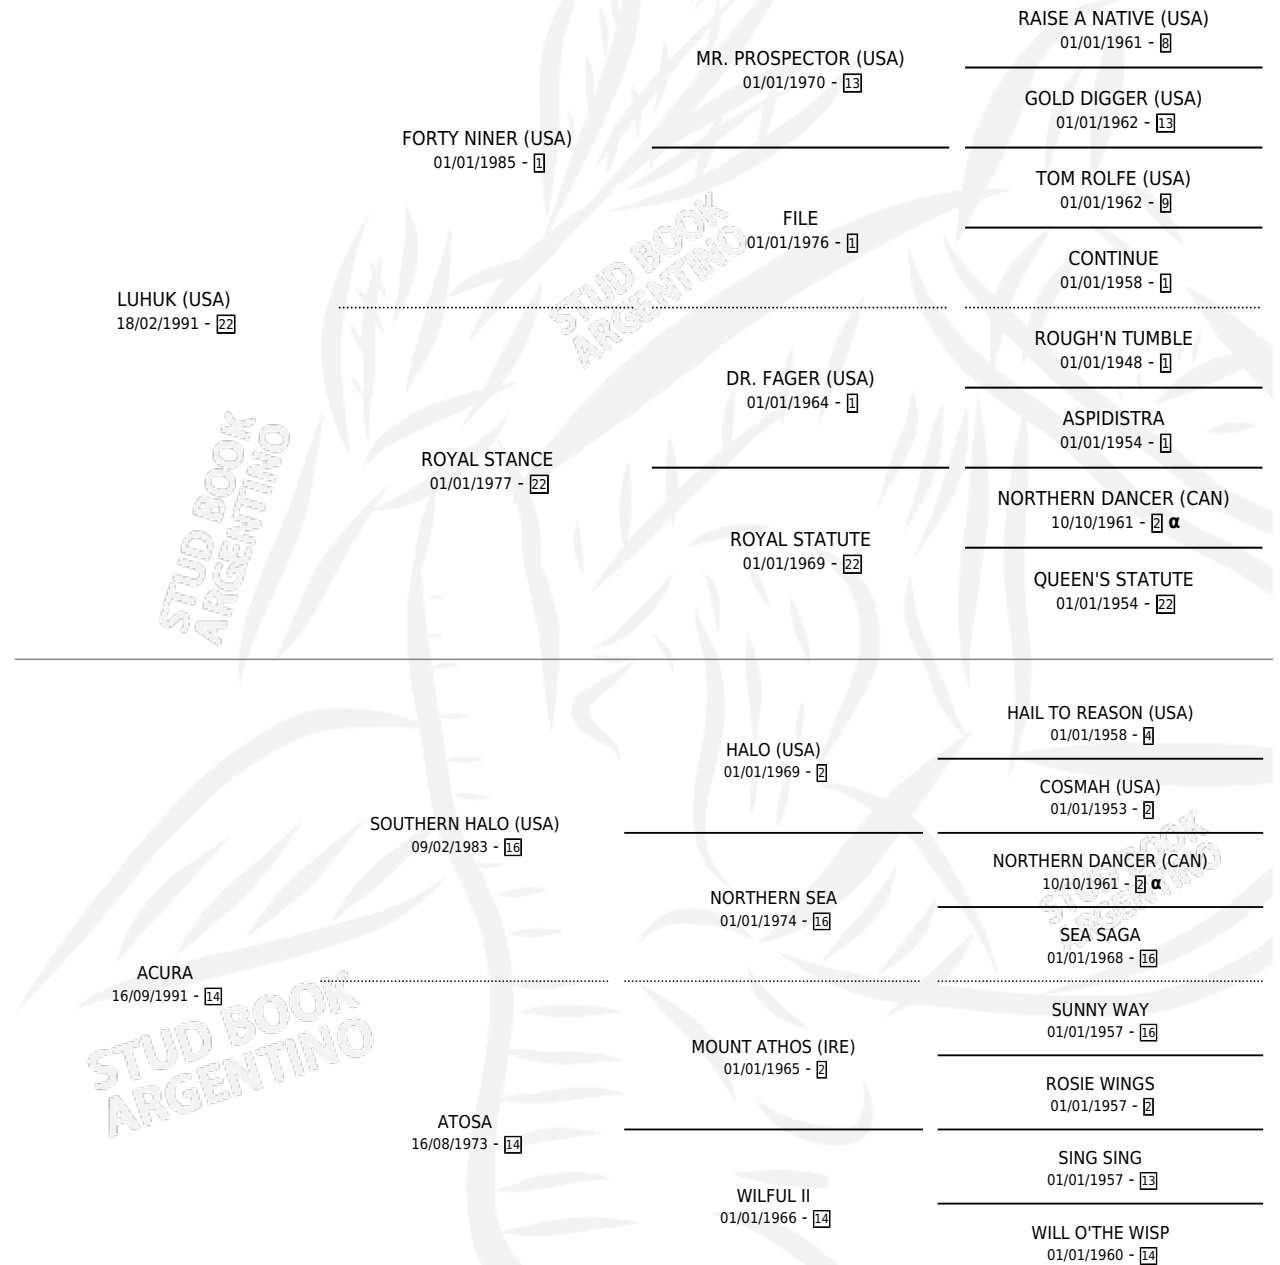 RAISE A NATIVE (USA)
01/01/1961 - 8
MR. PROSPECTOR (USA)
01/01/1970 - 13
GOLD DIGGER (USA)
01/01/1962 - 13
FORTY NINER (USA)
01/01/1985 - 1
TOM ROLFE (USA)
01/01/1962 - 9
FILE
01/01/1976 - 1
CONTINUE
01/01/1958 - 1
LUHUK (USA)
18/02/1991 - 22
ROUGH'N TUMBLE
01/01/1948 - 1
DR. FAGER (USA)
01/01/1964 - 1
ASPIDISTRA
01/01/1954 - 1
ROYAL STANCE
01/01/1977 - 22
NORTHERN DANCER (CAN)
10/10/1961 - 2 α
ROYAL STATUTE
01/01/1969 - 22
QUEEN'S STATUTE
01/01/1954 - 22
HAIL TO REASON (USA)
01/01/1958 - 4
HALO (USA)
01/01/1969 - 2
COSMAH (USA)
01/01/1953 - 2
SOUTHERN HALO (USA)
09/02/1983 - 16
NORTHERN DANCER (CAN)
10/10/1961 - 2 α
NORTHERN SEA
01/01/1974 - 16
SEA SAGA
01/01/1968 - 16
ACURA
16/09/1991 - 14
SUNNY WAY
01/01/1957 - 16
MOUNT ATHOS (IRE)
01/01/1965 - 2
ROSIE WINGS
01/01/1957 - 2
ATOSA
16/08/1973 - 14
SING SING
01/01/1957 - 13
WILFUL II
01/01/1966 - 14
WILL O'THE WISP
01/01/1960 - 14
STUD BOOK
ARGENTINO
STUD BOOK
ARGENTINO
STUD BOOK
ARGENTINO
STUD BOOK
ARGENTINO